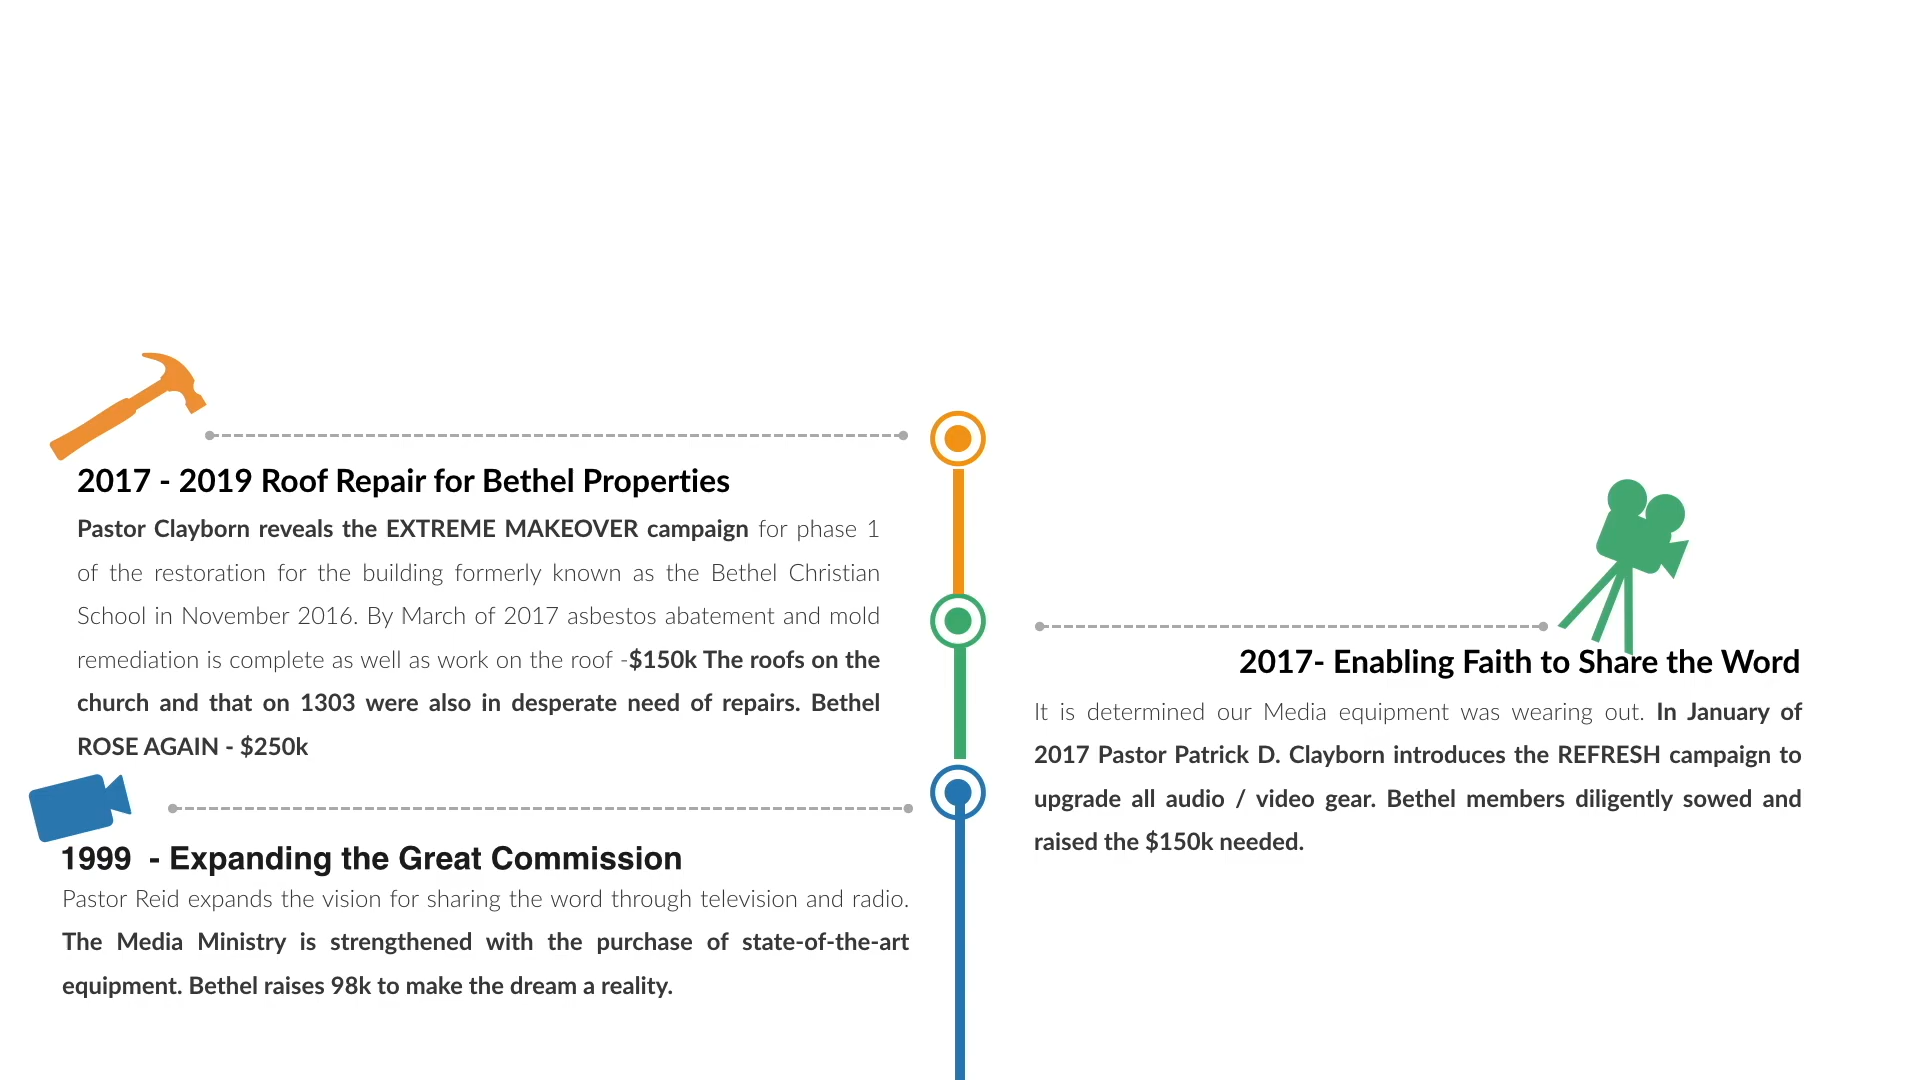 2017 - 2019 Roof Repair for Bethel Properties
Pastor Clayborn reveals the EXTREME MAKEOVER campaign for phase 1
of the restoration for the building formerly known as the Bethel Christian
School in November 2016. By March of 2017 asbestos abatement and mold
remediation is complete as well as work on the roof -$150k The roofs on the
church and that on 1303 were also in desperate need of repairs. Bethel
ROSE AGAIN - $250k
2017- Enabling Faith to Share the Word
It is determined our Media equipment was wearing out. In January of
2017 Pastor Patrick D. Clayborn introduces the REFRESH campaign to
upgrade all audio / video gear. Bethel members diligently sowed and
raised the $150k needed.
1999  - Expanding the Great Commission
Pastor Reid expands the vision for sharing the word through television and radio.
The Media Ministry is strengthened with the purchase of state-of-the-art
equipment. Bethel raises 98k to make the dream a reality.